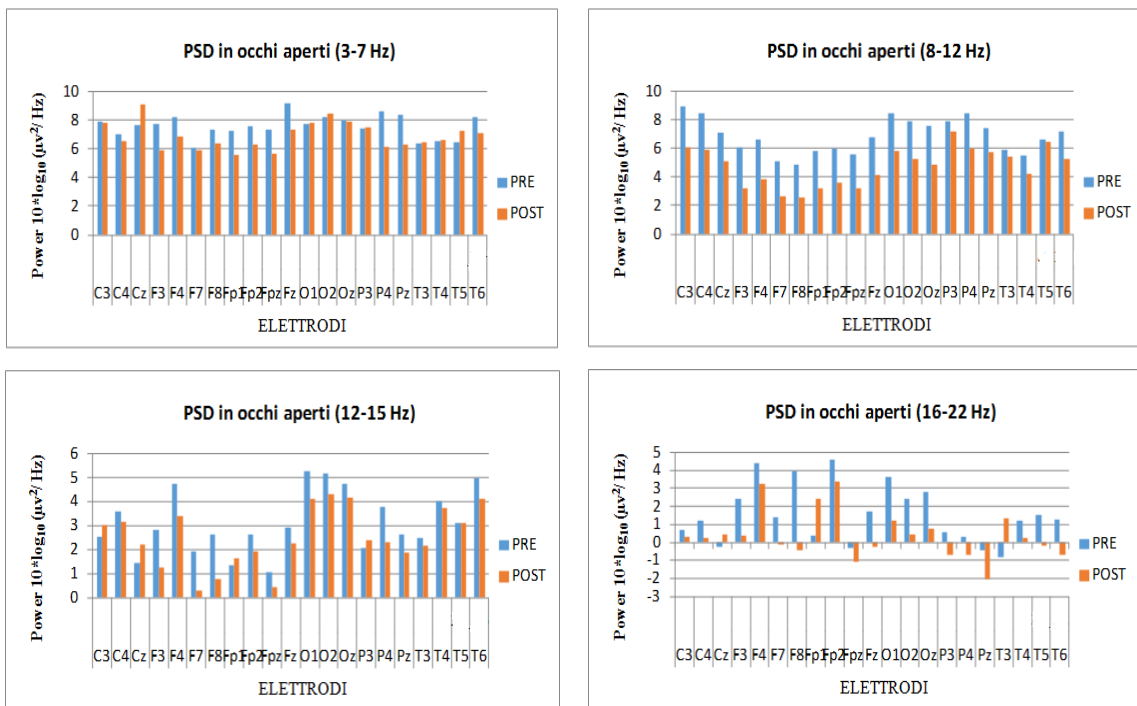 PSD in occhi aperti (3-7 Hz)
Power 10*log₁₀ (µv²/ Hz)
10
8
6
4
2
0
PRE
POST
C3 C4 Cz F3 F4 F7 F8 Fp1 Fp2 Fpz Fz O1 O2 Oz P3 P4 Pz T3 T4 T5 T6
ELETTRODI
PSD in occhi aperti (8-12 Hz)
Power 10*log₁₀ (µv²/ Hz)
10
8
6
4
2
0
PRE
POST
C3 C4 Cz F3 F4 F7 F8 Fp1 Fp2 Fpz Fz O1 O2 Oz P3 P4 Pz T3 T4 T5 T6
ELETTRODI
PSD in occhi aperti (12-15 Hz)
Power 10*log₁₀ (µv²/ Hz)
6
5
4
3
2
1
0
PRE
POST
C3 C4 Cz F3 F4 F7 F8 Fp1 Fp2 Fpz Fz O1 O2 Oz P3 P4 Pz T3 T4 T5 T6
ELETTRODI
PSD in occhi aperti (16-22 Hz)
Power 10*log₁₀ (µv²/ Hz)
5
4
3
2
1
0
-1
-2
-3
PRE
POST
C3 C4 Cz F3 F4 F7 F8 Fp1 Fp2 Fpz Fz O1 O2 Oz P3 P4 Pz T3 T4 T5 T6
ELETTRODI